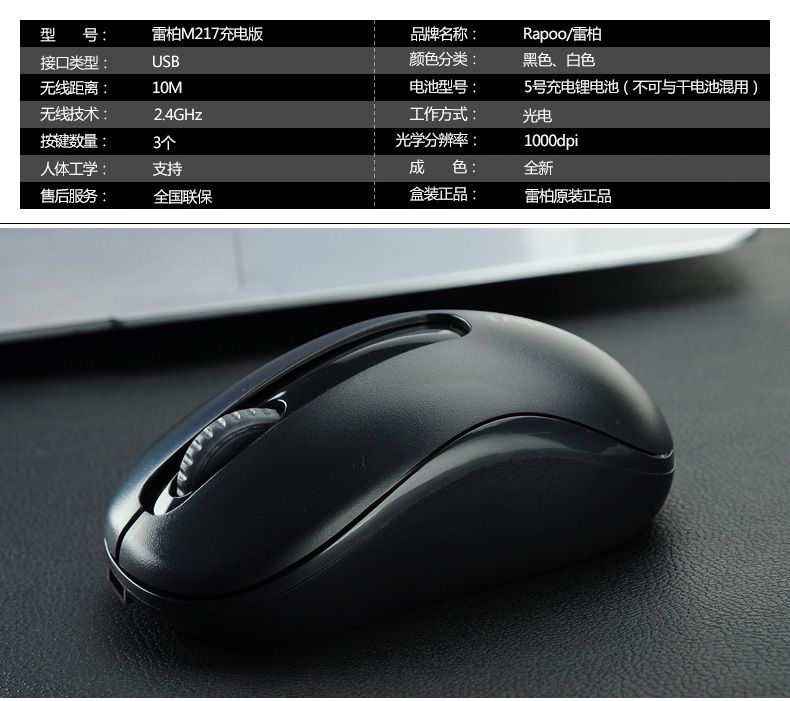 型 号： 雷柏M217充电版 品牌名称： Rapoo/雷柏
接口类型： USB 颜色分类： 黑色、白色
无线距离： 10M 电池型号： 5号充电锂电池（不可与干电池混用）
无线技术： 2.4GHz 工作方式： 光电
按键数量： 3个 光学分辨率： 1000dpi
人体工学： 支持 成 色： 全新
售后服务： 全国联保 盒装正品： 雷柏原装正品